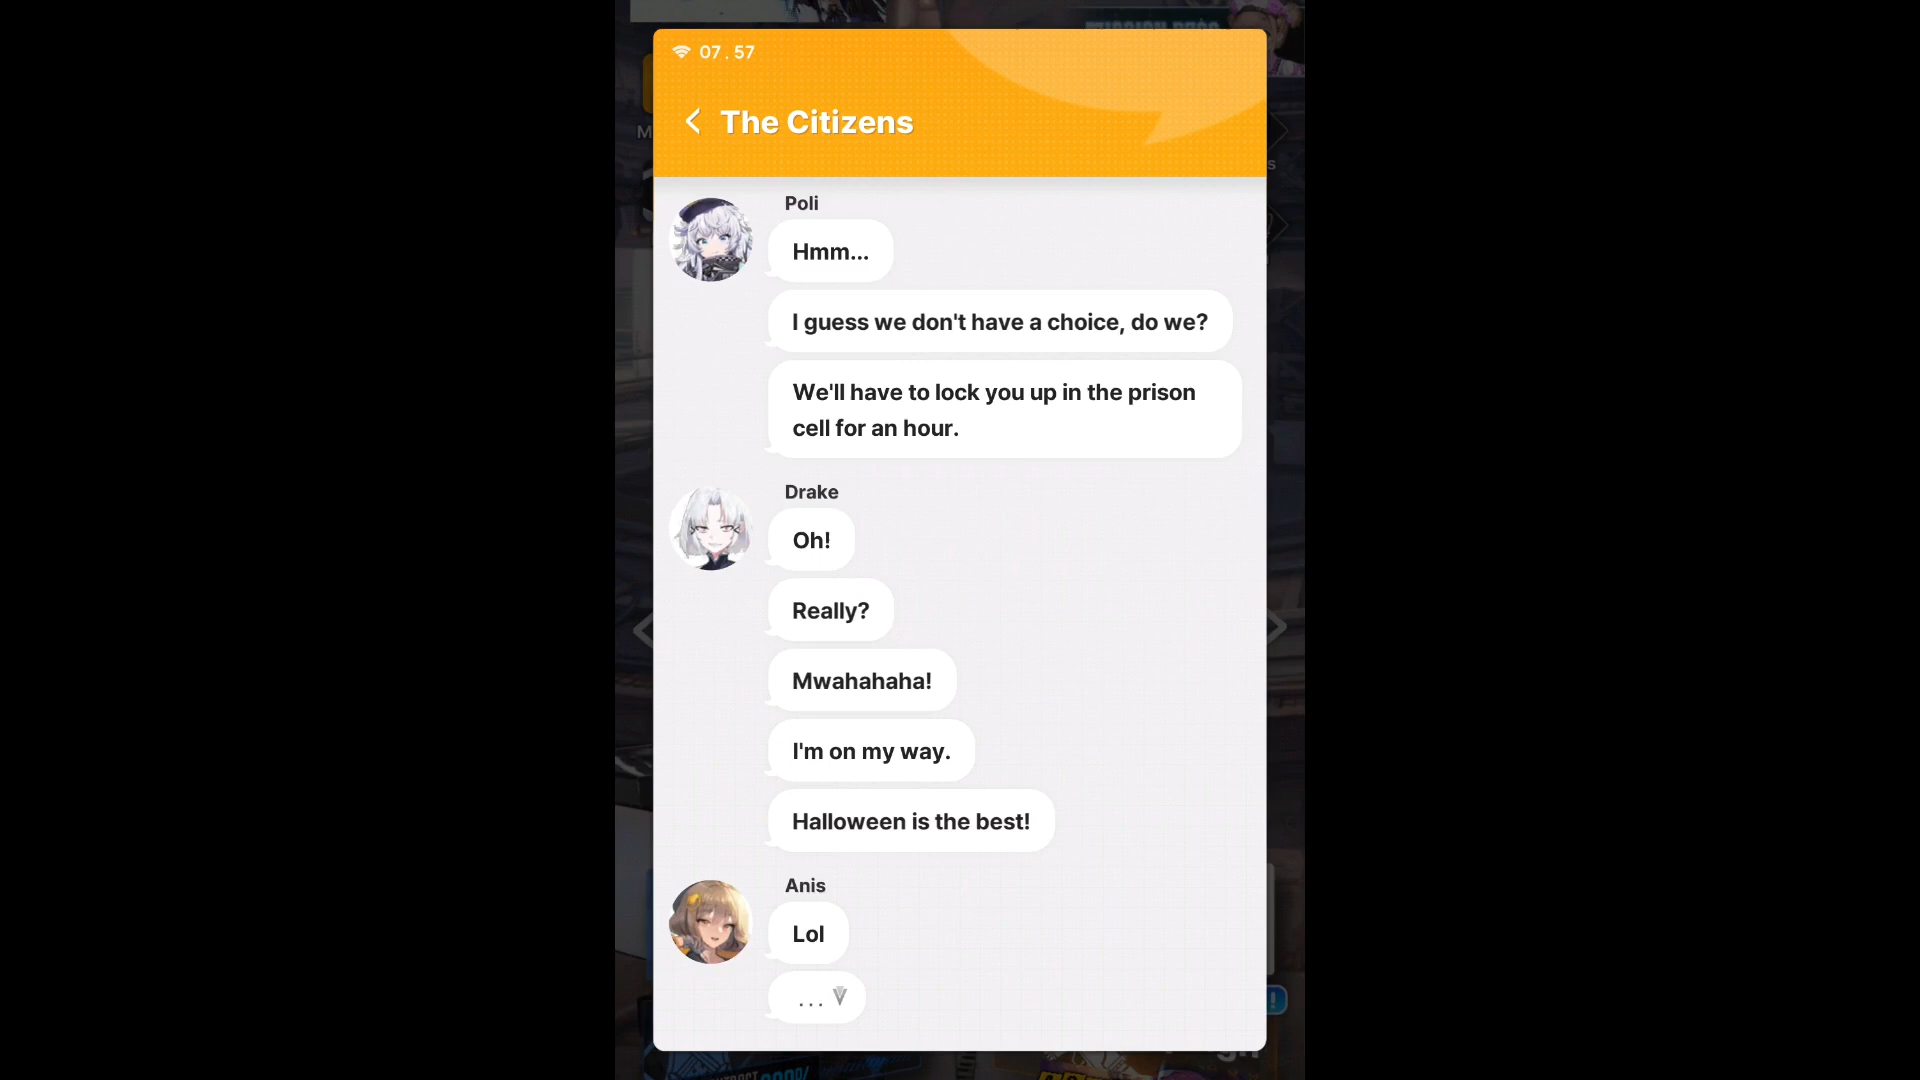 07.57
The Citizens
Poli
Hmm...
I guess we don't have a choice, do we?
We'll have to lock you up in the prison
cell for an hour.
Drake
Oh!
Really?
Mwahahaha!
I'm on my way.
Halloween is the best!
Anis
Lol
...